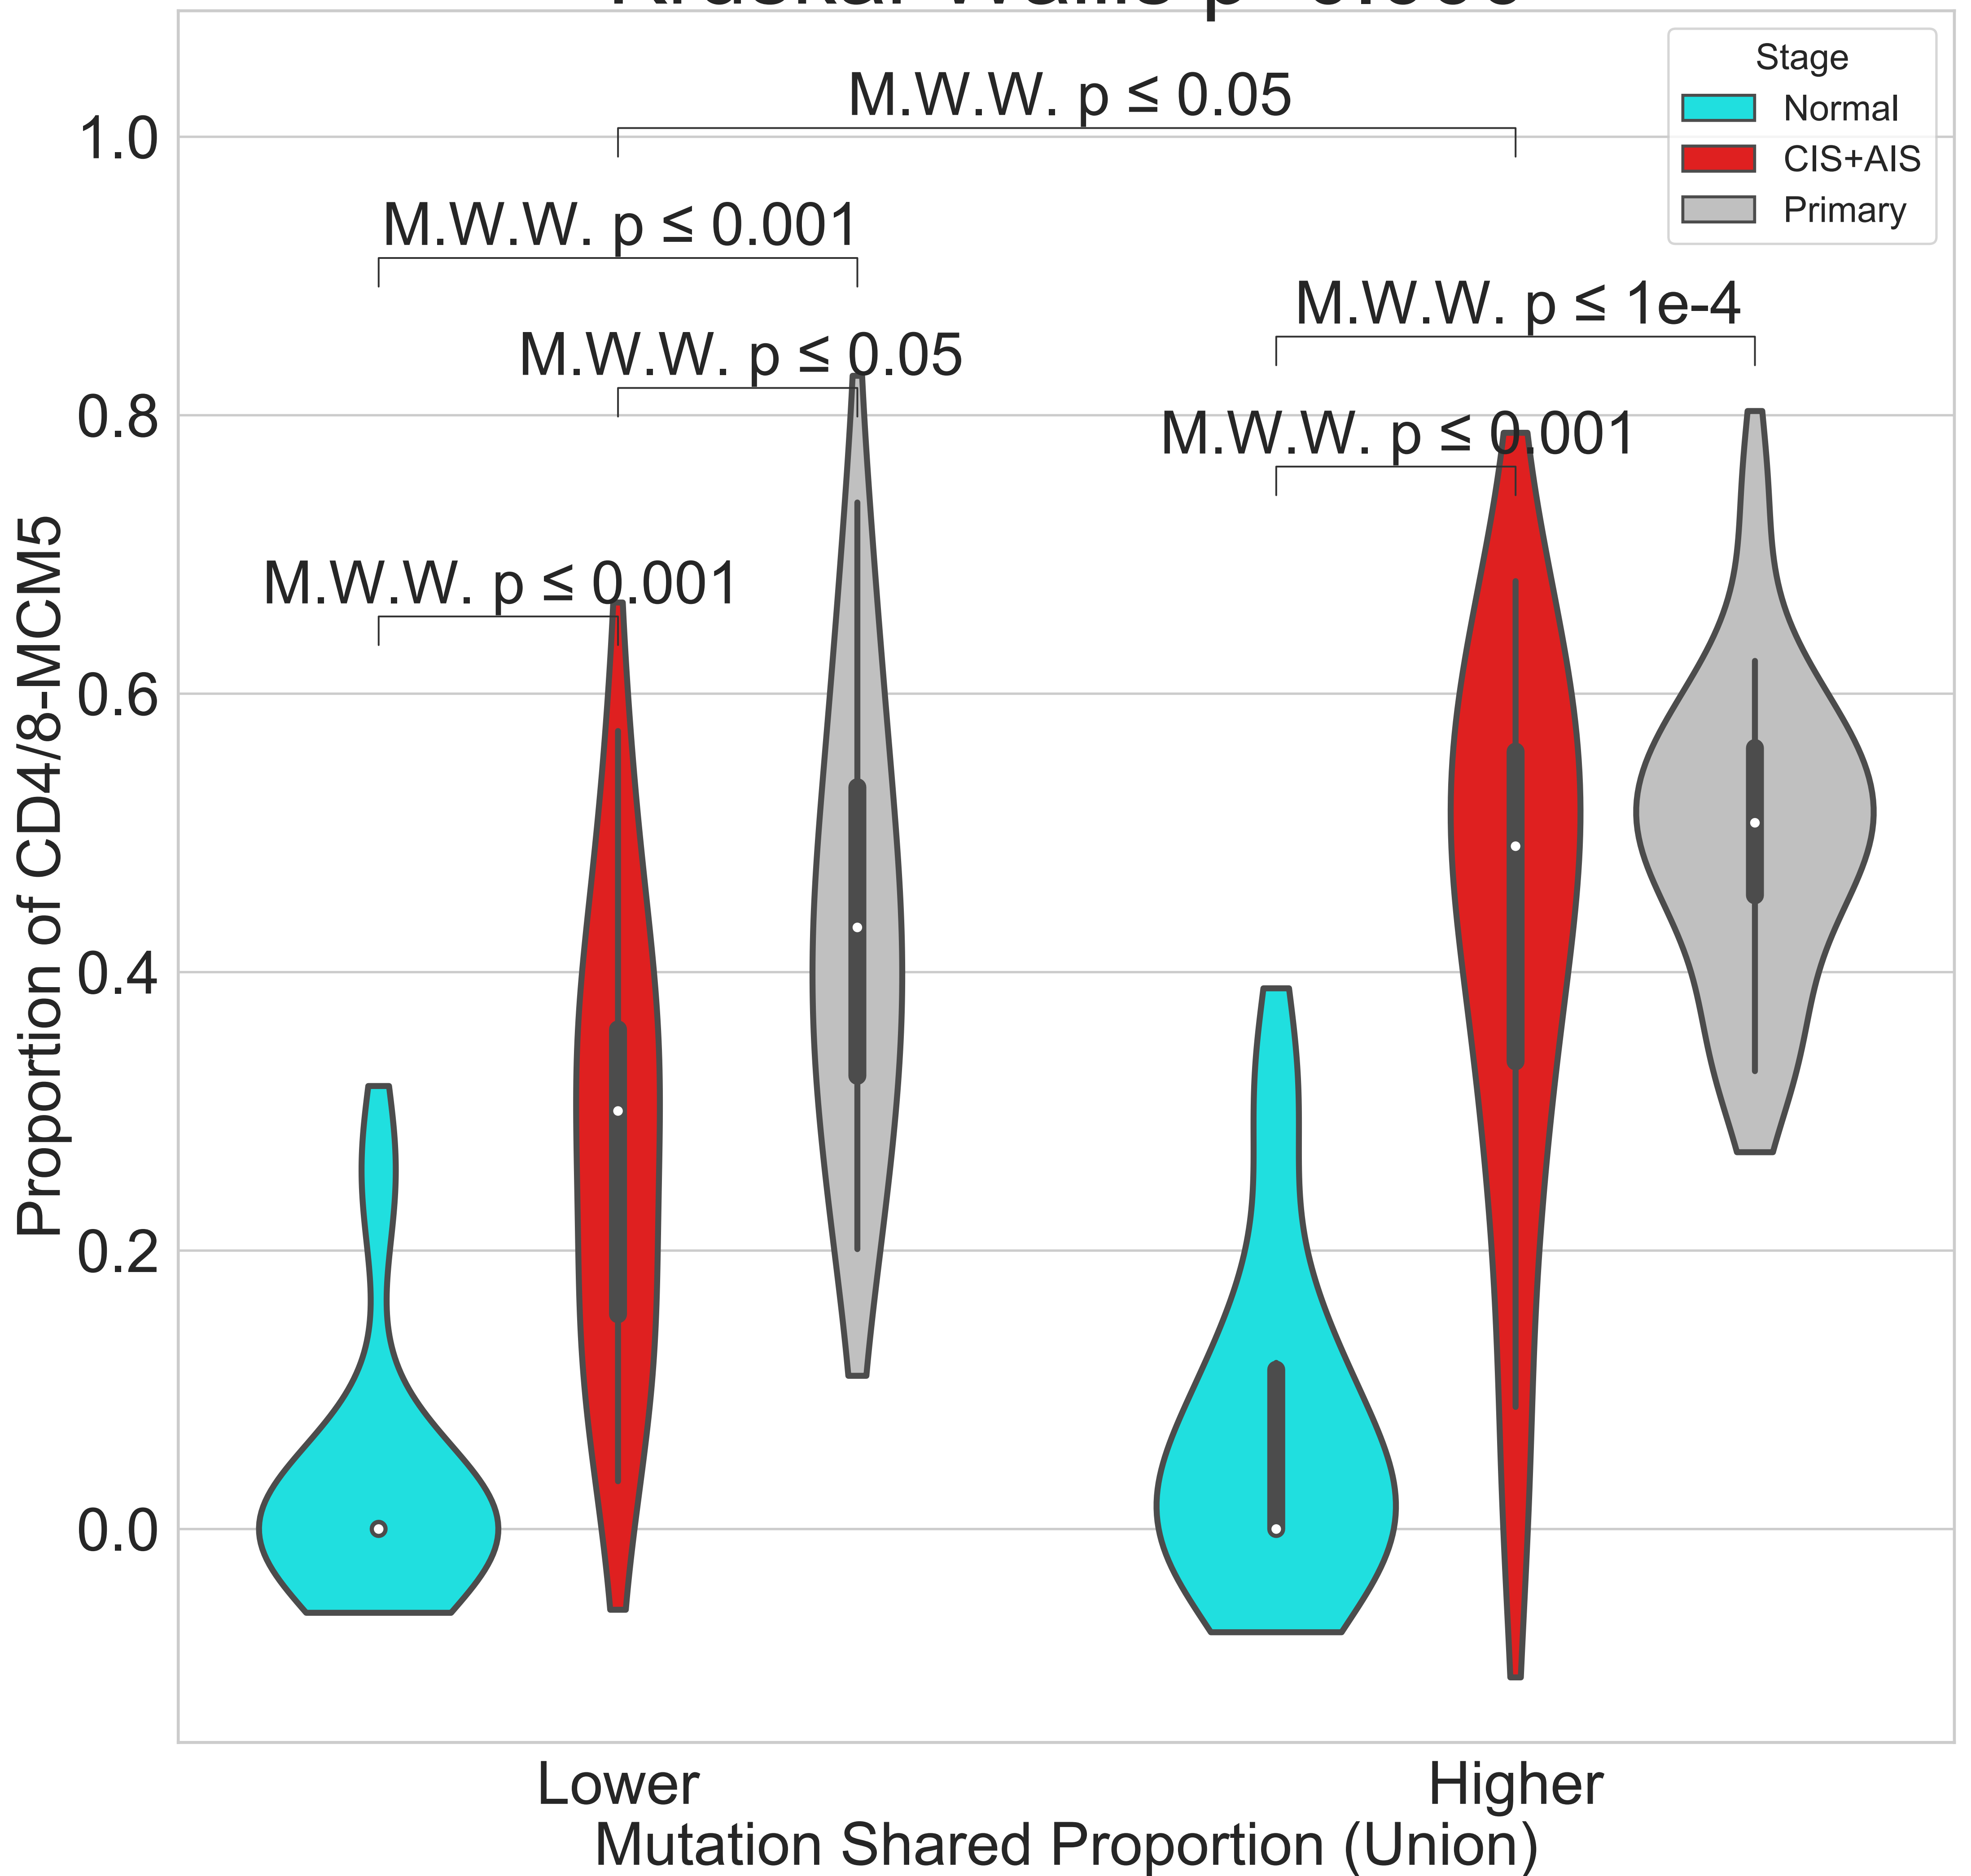 Stage
Normal
CIS+AIS
Primary
M.W.W. p ≤ 0.05
M.W.W. p ≤ 0.001
M.W.W. p ≤ 1e-4
M.W.W. p ≤ 0.05
M.W.W. p ≤ 0.001
M.W.W. p ≤ 0.001
Proportion of CD4/8-MCM5
1.0
0.8
0.6
0.4
0.2
0.0
Lower
Higher
Mutation Shared Proportion (Union)